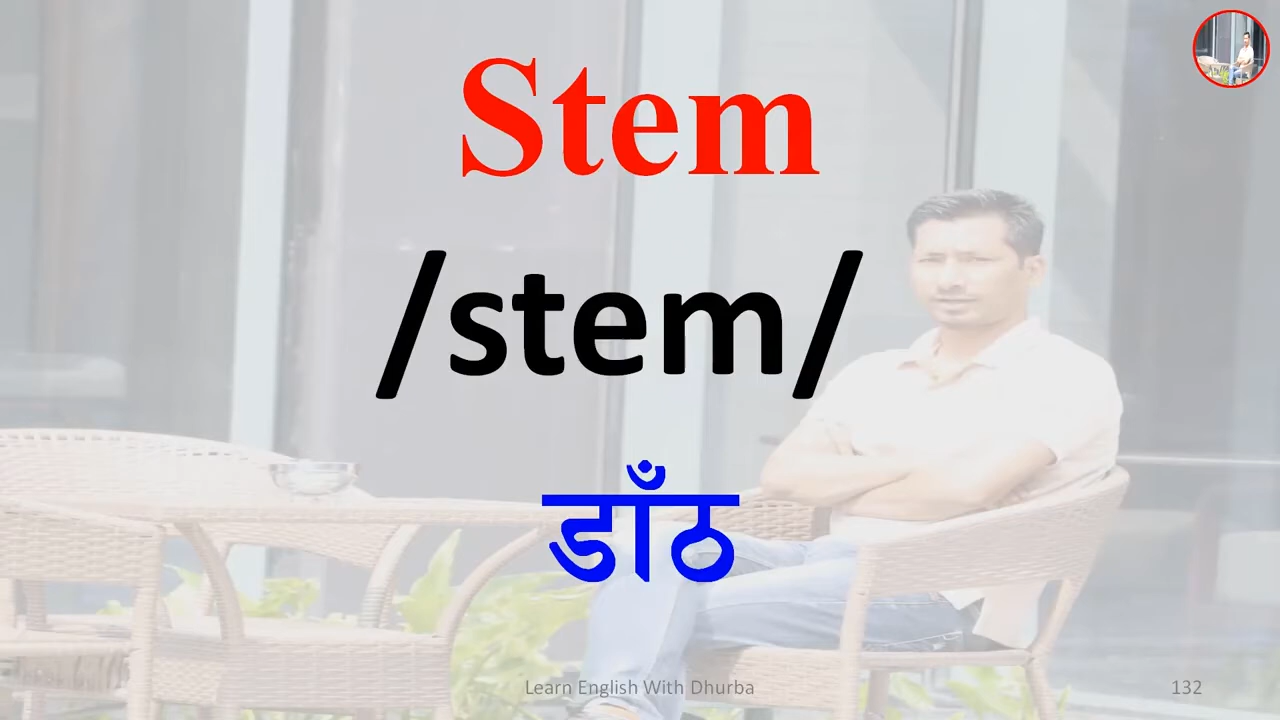 Stem
/stem/
डाँठ
Learn English With Dhurba
132